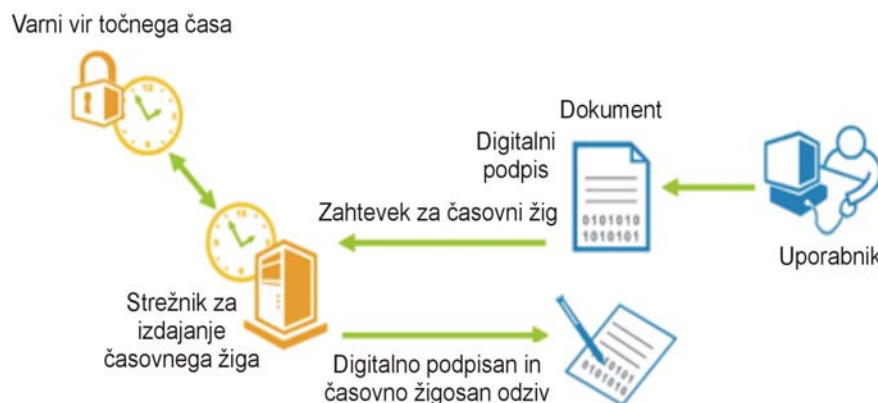 Varni vir točnega časa
Dokument
Digitalni
podpis
Zahtevek za časovni žig
0101010
1010101
Uporabnik
Strežnik za
izdajanje
časovnega žiga
Digitalno podpisan in
časovno žigosan odziv